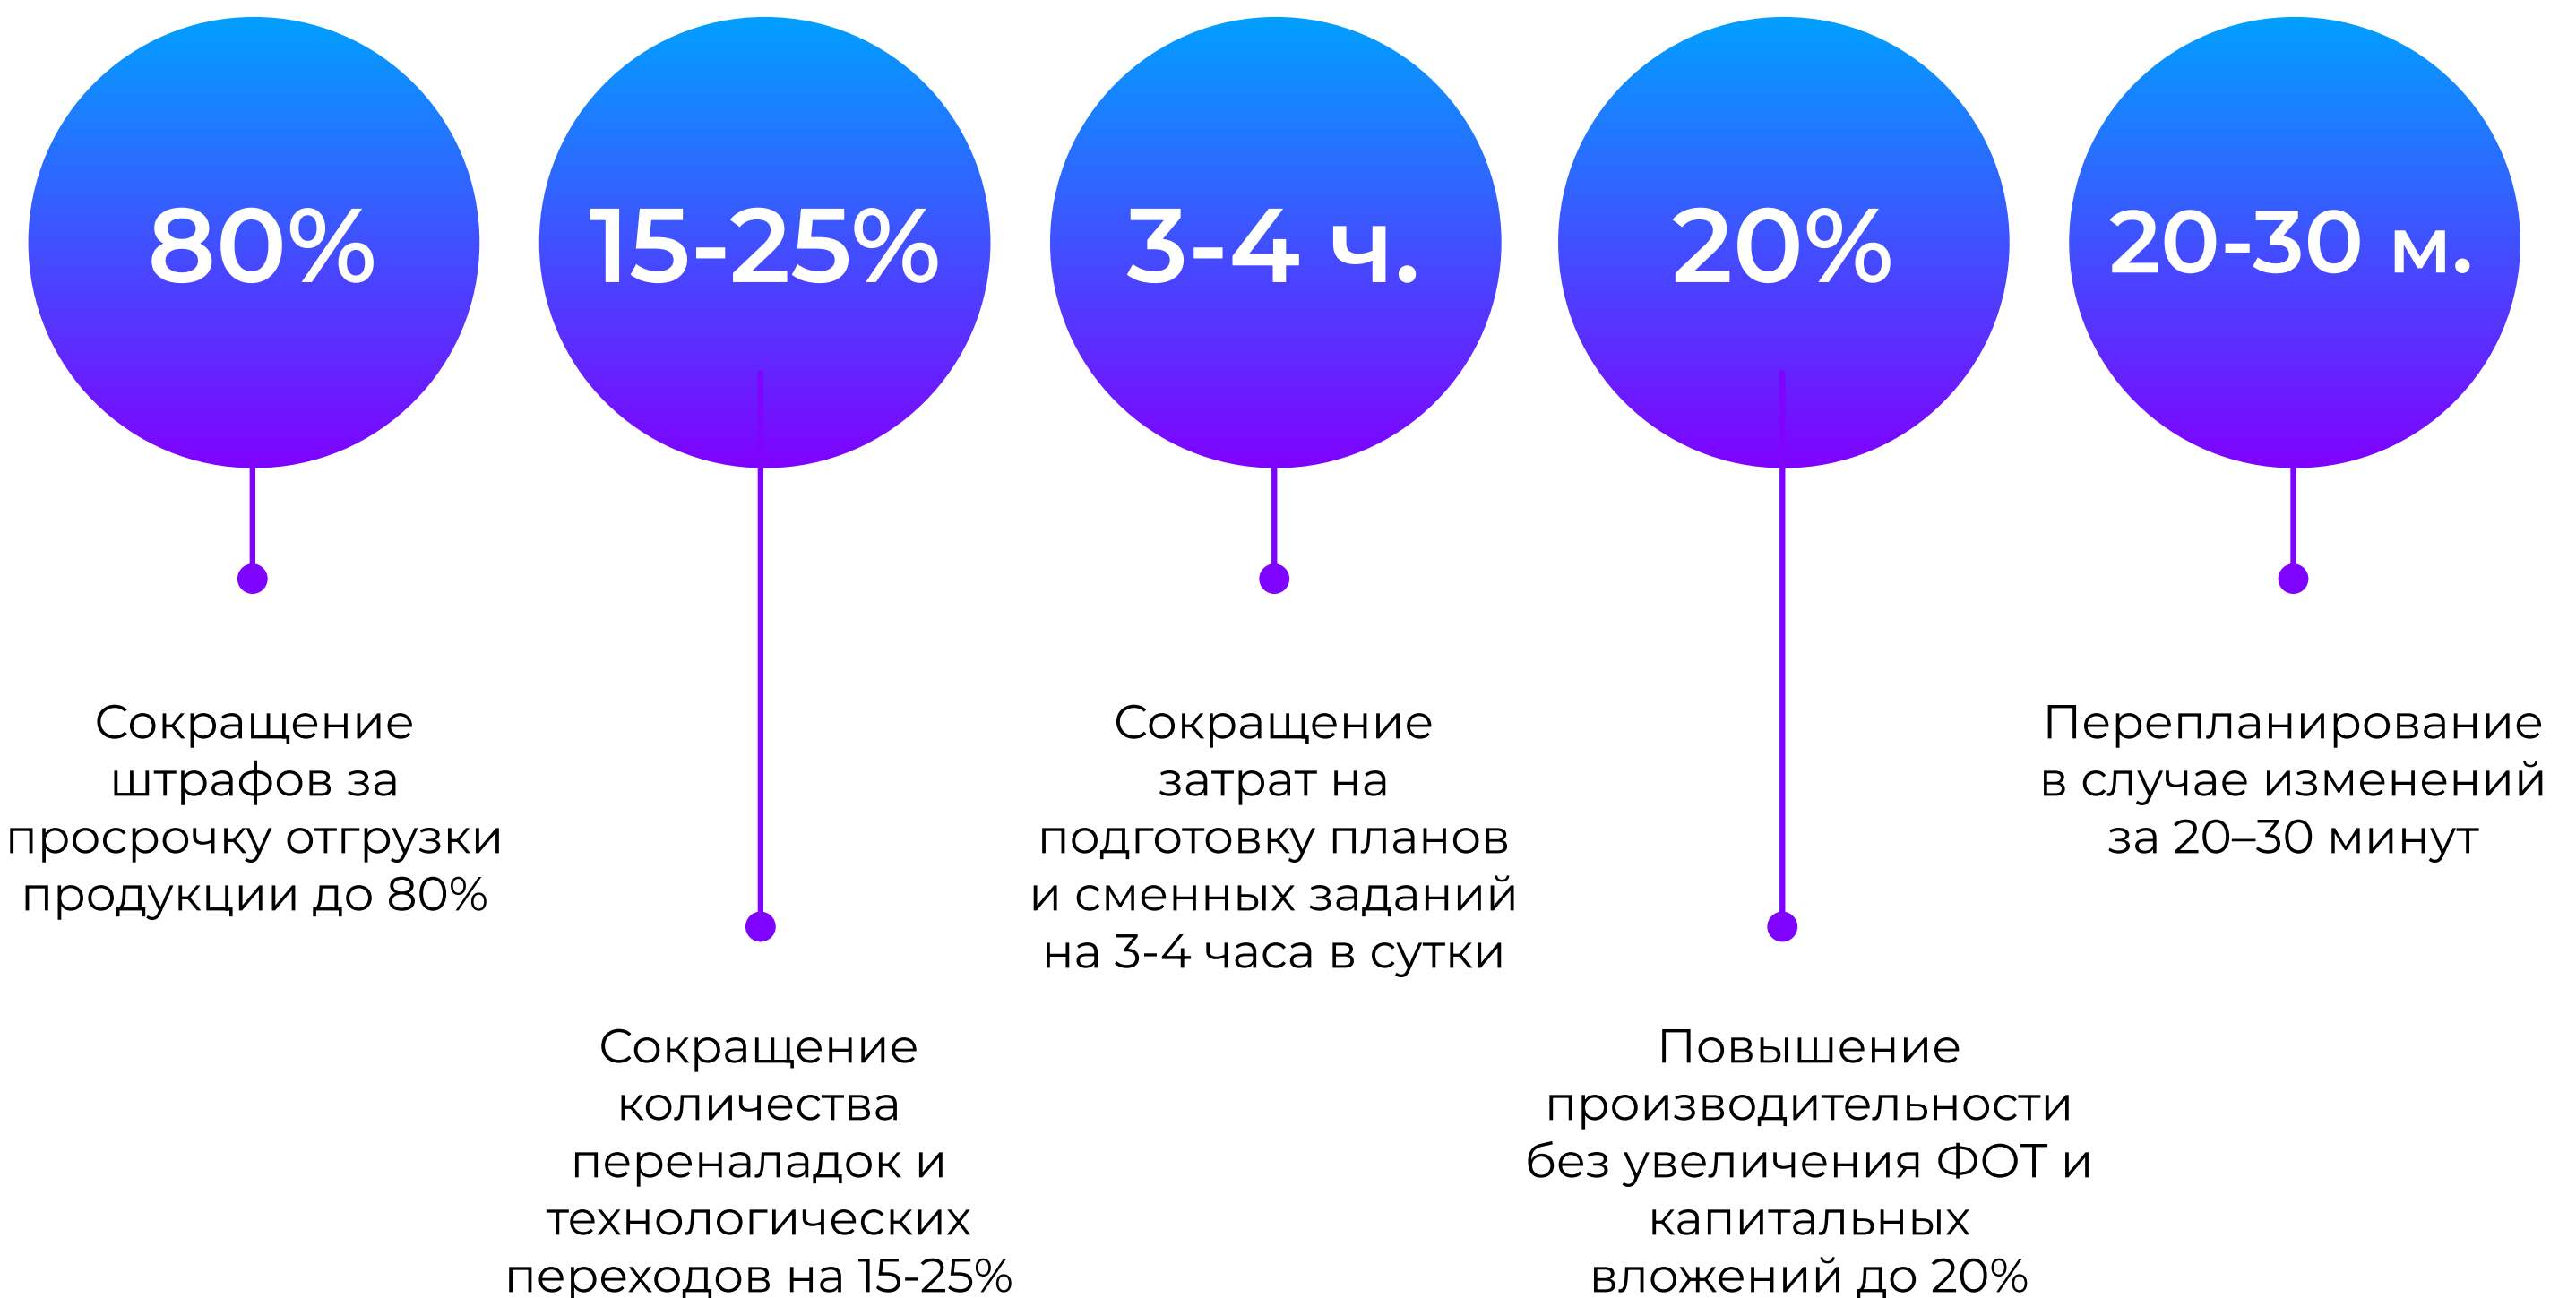 80%
15-25%
3-4 ч.
20%
20-30 м.
Сокращение
штрафов за
просрочку отгрузки
продукции до 80%
Сокращение
количества
переналадок и
технологических
переходов на 15-25%
Сокращение
затрат на
подготовку планов
и сменных заданий
на 3-4 часа в сутки
Повышение
производительности
без увеличения ФОТ и
капитальных
вложений до 20%
Перепланирование
в случае изменений
за 20–30 минут